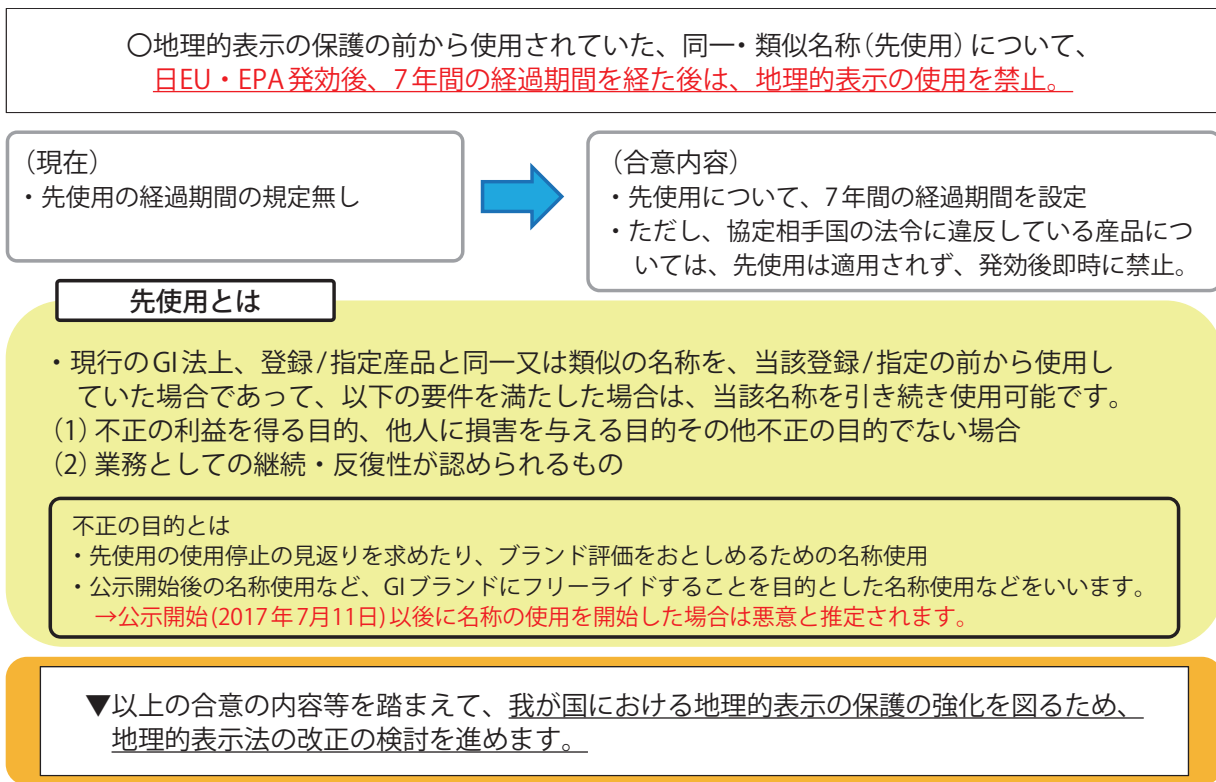 〇地理的表示の保護の前から使用されていた、同一・類似名称(先使用)について、
日EU・EPA発効後、7年間の経過期間を経た後は、地理的表示の使用を禁止。
(現在)
・先使用の経過期間の規定無し
(合意内容)
・先使用について、7年間の経過期間を設定
・ただし、協定相手国の法令に違反している産品につ
いては、先使用は適用されず、発効後即時に禁止。
先使用とは
・現行のGI法上、登録/指定産品と同一又は類似の名称を、当該登録/指定の前から使用し
ていた場合であって、以下の要件を満たした場合は、当該名称を引き続き使用可能です。
(1)不正の利益を得る目的、他人に損害を与える目的その他不正の目的でない場合
(2)業務としての継続・反復性が認められるもの
不正の目的とは
・先使用の使用停止の見返りを求めたり、ブランド評価をおとしめるための名称使用
・公示開始後の名称使用など、GIブランドにフリーライドすることを目的とした名称使用などをいいます。
→公示開始(2017年7月11日)以後に名称の使用を開始した場合は悪意と推定されます。
▼以上の合意の内容等を踏まえて、我が国における地理的表示の保護の強化を図るため、
地理的表示法の改正の検討を進めます。